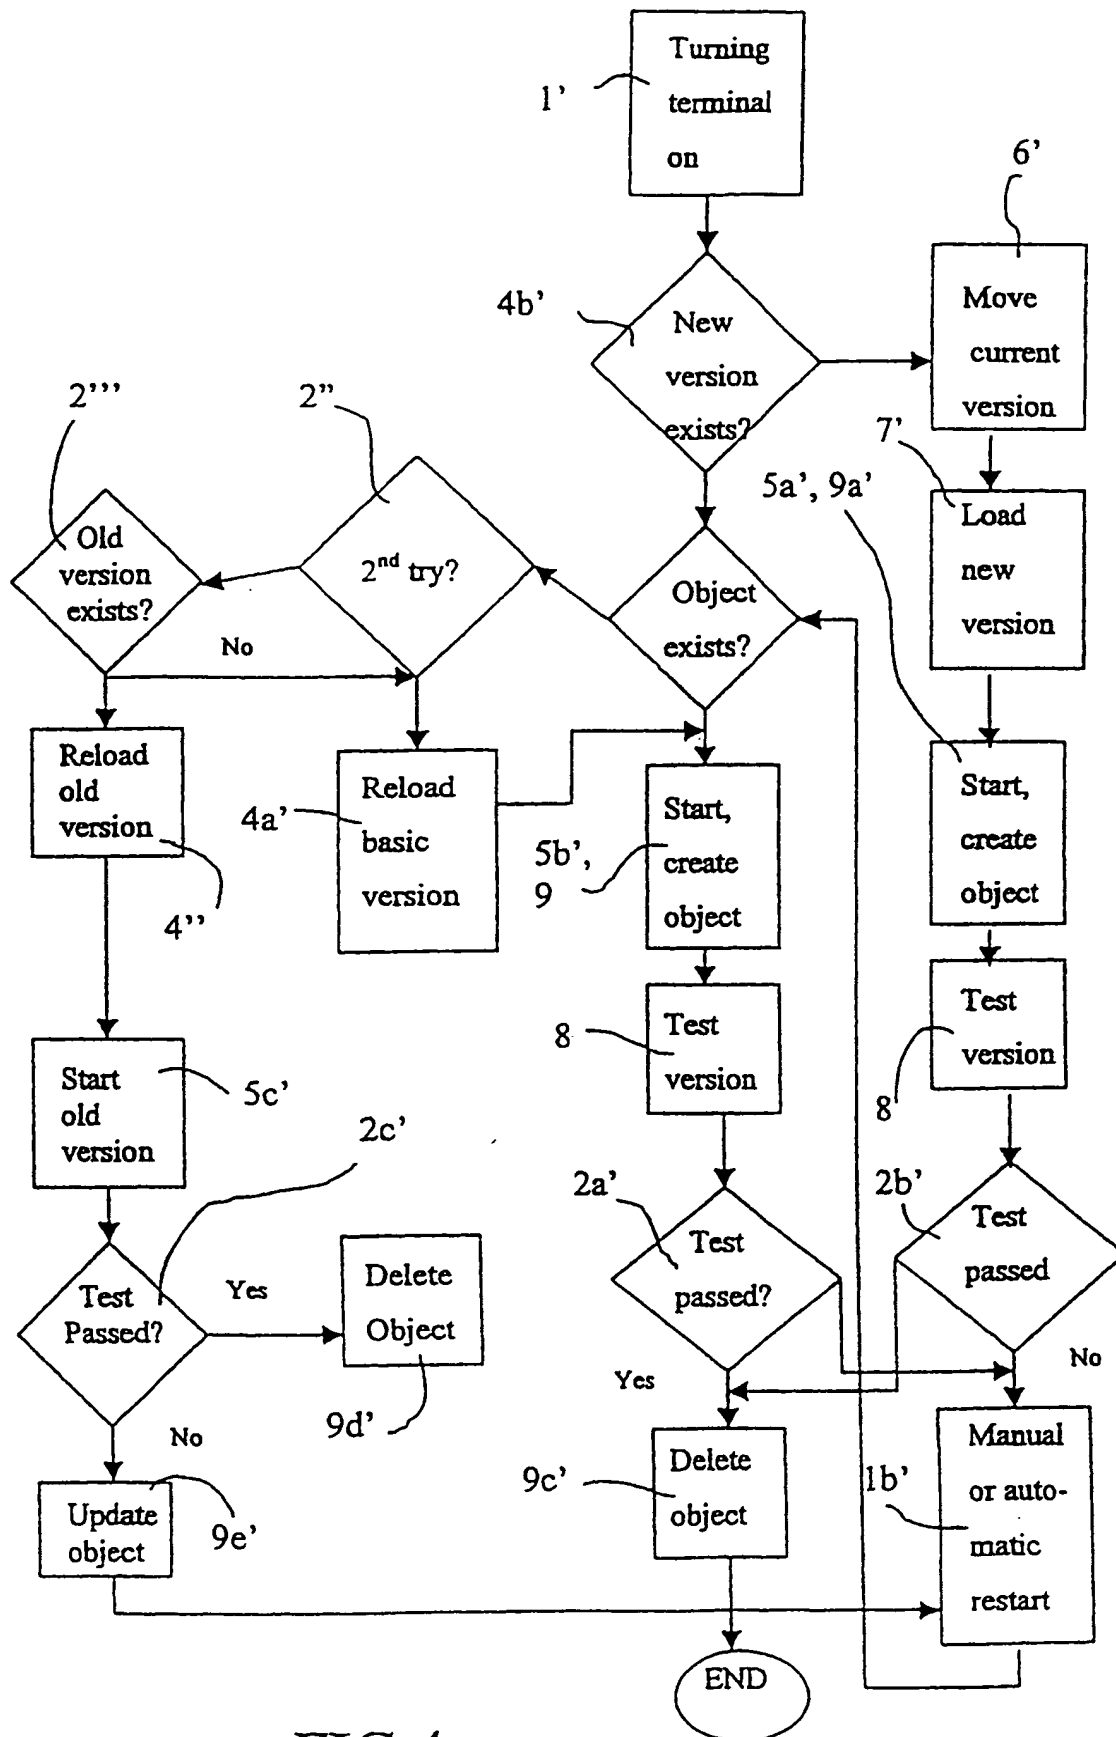 Turning
terminal
on
1'
6'
Move
current
version
4b'
New
version
exists?
2'''
2''
7'
5a', 9a'
Load
new
version
Old
version
exists?
2nd try?
Object
exists?
No
Reload
old
version
4''
4a'
Reload
basic
version
5b',
9
Start,
create
object
Start,
create
object
8
Test
version
Test
version
8'
Start
old
version
5c'
2c'
2a'
Test
passed?
2b'
Test
passed
Test
Passed?
Yes
Delete
Object
9d'
Yes
No
No
Update
object
9e'
9c'
Delete
object
1b'
Manual
or auto-
matic
restart
END